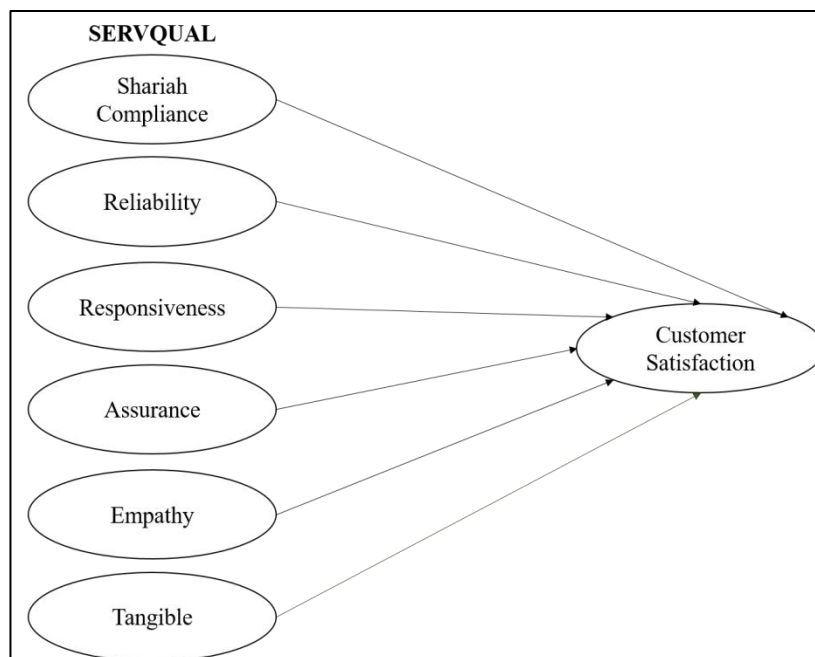 SERVQUAL
Shariah
Compliance
Reliability
Responsiveness
Customer
Satisfaction
Assurance
Empathy
Tangible